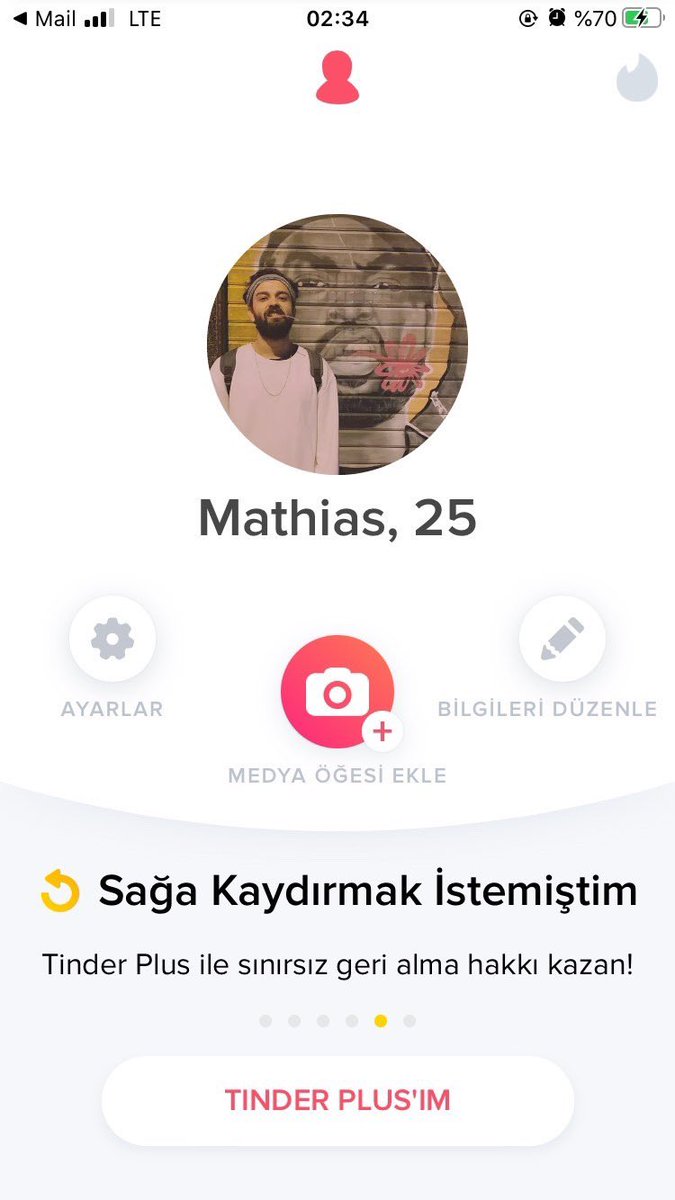 Mail LTE 02:34 %70
Mathias, 25
AYARLAR
BİLGİLERİ DÜZENLE
MEDYA ÖĞESİ EKLE
Sağa Kaydırmak İstemiştim
Tinder Plus ile sınırsız geri alma hakkı kazan!
TINDER PLUS'IM